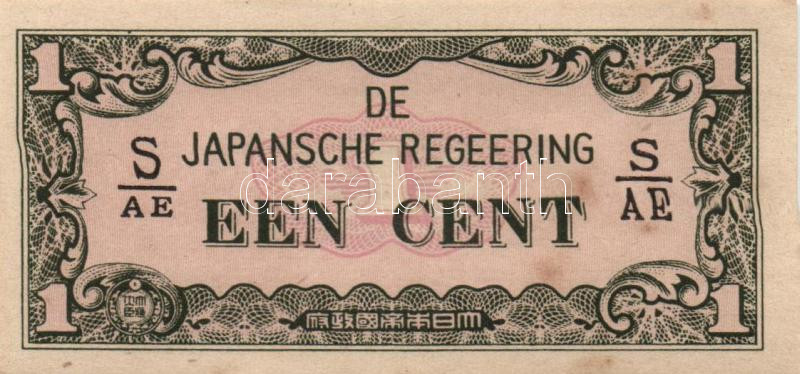 1 1
DE
JAPANSCHE REGEERING
S/AE S/AE
darabanth
EEN CENT
1 1
府政國帝本日大